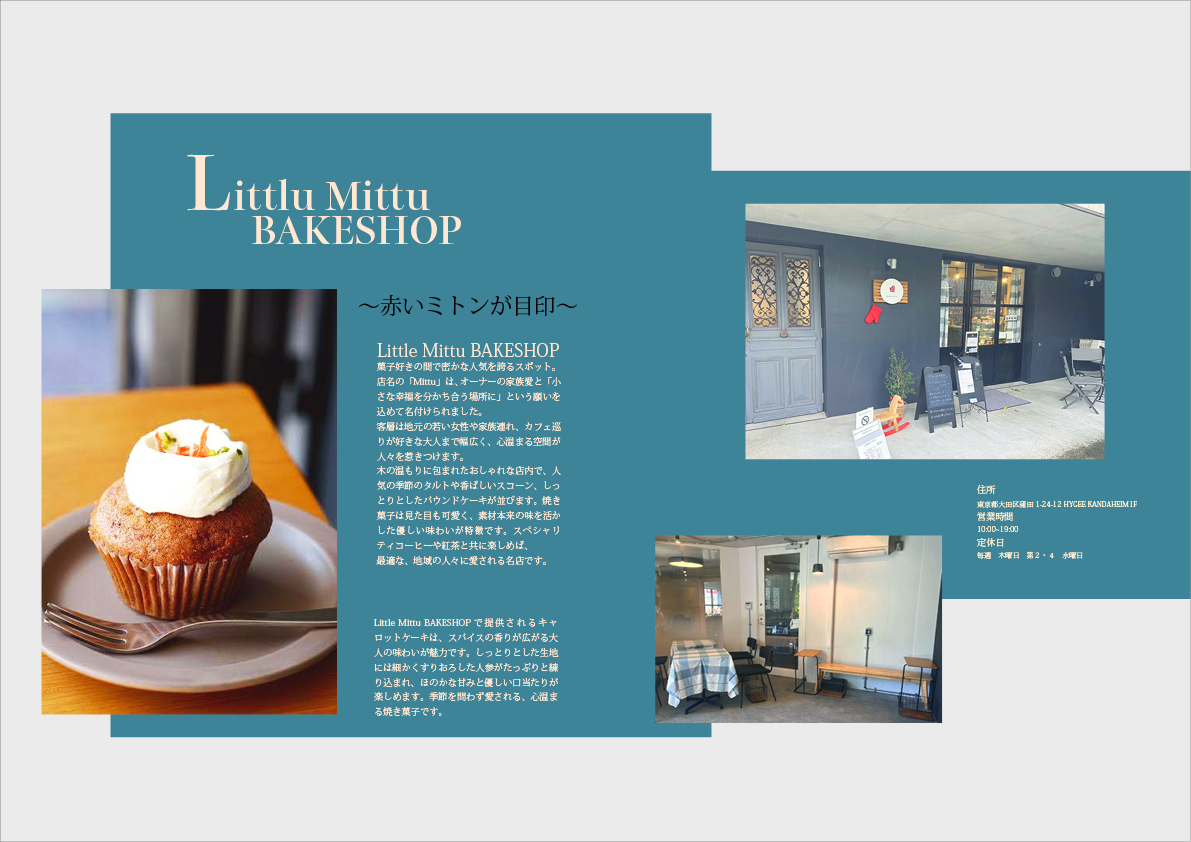 Littlu Mittu
BAKESHOP
～赤いミトンが目印～
Little Mittu BAKESHOP
菓子好きの間で密かな人気を誇るスポット。
店名の「Mittu」は、オーナーの家族愛と「小
さな幸福を分かち合う場所に」という願いを
込めて名付けられました。
客層は地元の若い女性や家族連れ、カフェ巡
りが好きな大人まで幅広く、心温まる空間が
人々を惹きつけます。
木の温もりに包まれたおしゃれな店内で、人
気の季節のタルトや香ばしいスコーン、しっ
とりとしたパウンドケーキが並びます。焼き
菓子は見た目も可愛く、素材本来の味を活か
した優しい味わいが特徴です。スペシャリ
ティコーヒーや紅茶と共に楽しめば、
最適な、地域の人々に愛される名店です。
Little Mittu BAKESHOP で提供されるキャ
ロットケーキは、スパイスの香りが広がる大
人の味わいが魅力です。しっとりとした生地
には細かくすりおろした人参がたっぷりと練
り込まれ、ほのかな甘みと優しい口当たりが
楽しめます。季節を問わず愛される、心温ま
る焼き菓子です。
住所
東京都大田区蒲田 1-24-12 HYGEE KANDAHEIM1F
営業時間
10:00~19:00
定休日
毎週　木曜日　第２・４　水曜日